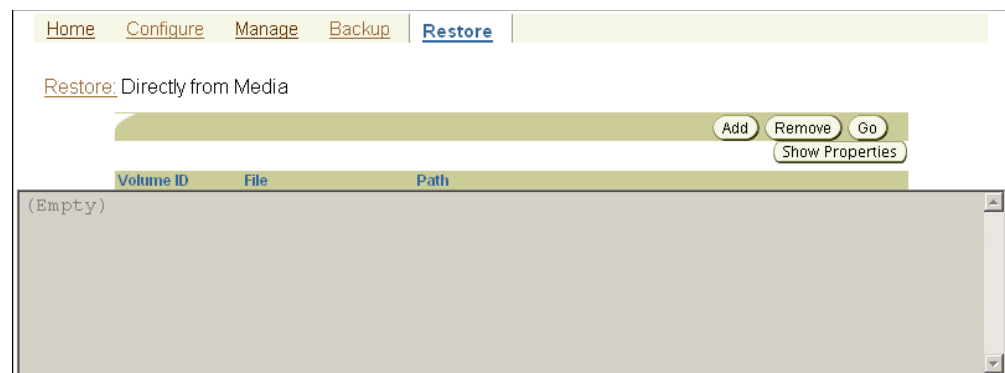 Home Configure Manage Backup Restore
Restore: Directly from Media
Add Remove Go
Show Properties
Volume ID File Path
(Empty)